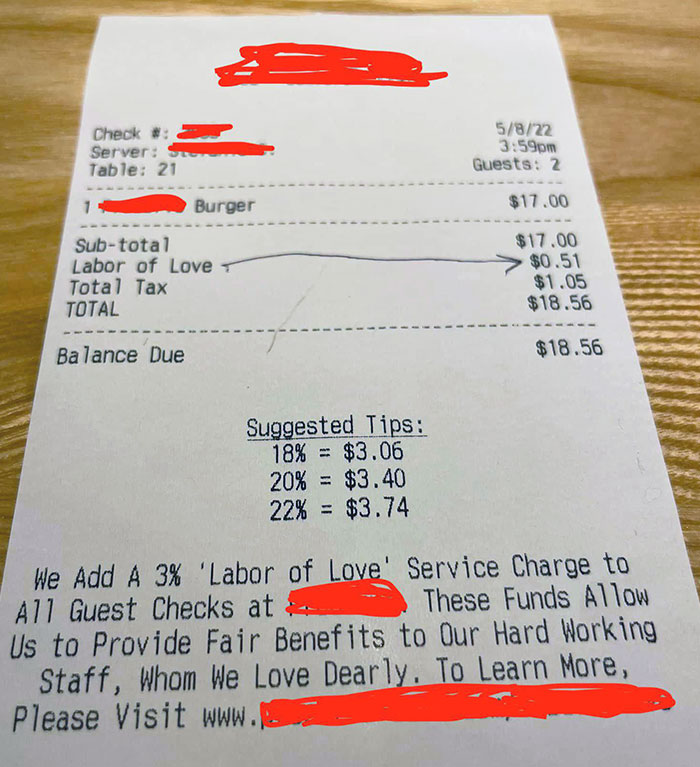 Check #:
5/8/22
Server:
3:59pm
Table: 21
Guests: 2
1 Burger $17.00
Sub-total $17.00
Labor of Love $0.51
Total Tax $1.05
TOTAL $18.56
Balance Due $18.56
Suggested Tips:
18% = $3.06
20% = $3.40
22% = $3.74
We Add A 3% 'Labor of Love' Service Charge to
All Guest Checks at These Funds Allow
Us to Provide Fair Benefits to Our Hard Working
Staff, Whom We Love Dearly. To Learn More,
Please Visit www.